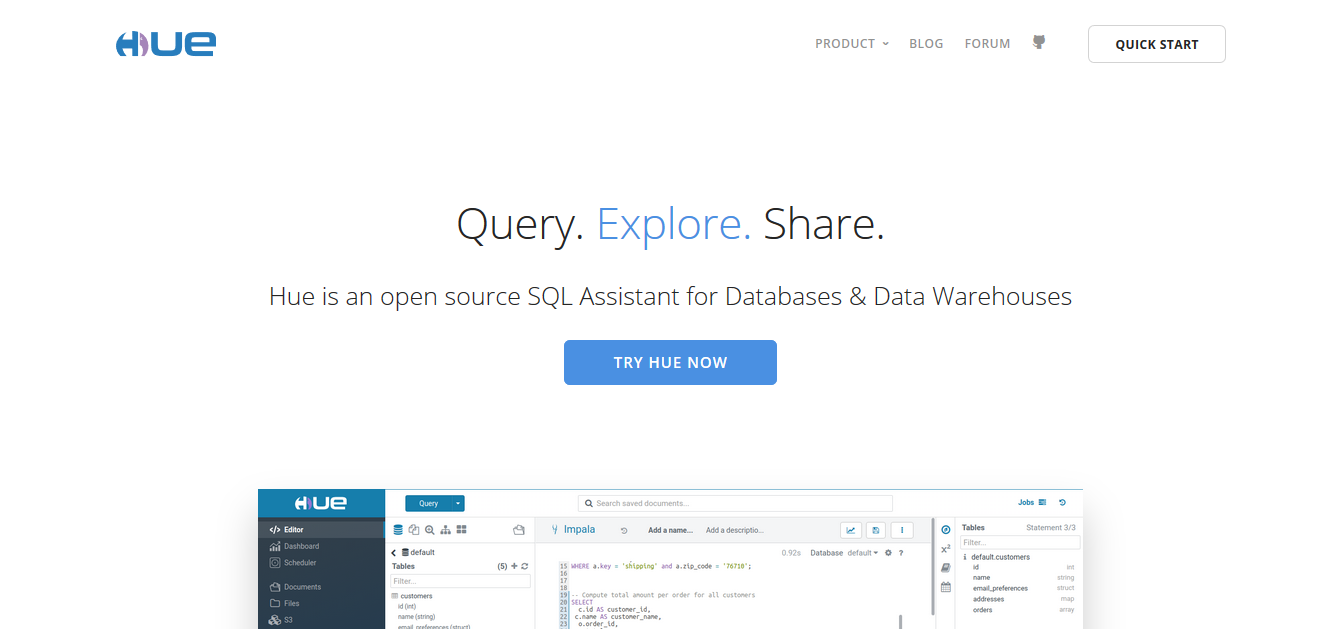 HUE
PRODUCT
BLOG
FORUM
QUICK START
Query. Explore. Share.
Hue is an open source SQL Assistant for Databases & Data Warehouses
TRY HUE NOW
HUE
Query
Search saved documents...
Jobs
Editor
Dashboard
Scheduler
Documents
Files
S3
default
Tables (5)
Filter...
customers
id (int)
name (string)
email_preferences (struct)
Impala
Add a name...
Add a descriptio...
0.92s Database default ?
15 WHERE a.key = 'shipping' and a.zip_code = '76710';
16
17
18
19 -- Compute total amount per order for all customers
20 SELECT
21 c.id AS customer_id,
22 c.name AS customer_name,
23 o.order_id,
x²
Tables Statement 3/3
Filter...
default.customers
id int
name string
email_preferences struct
addresses map
orders array